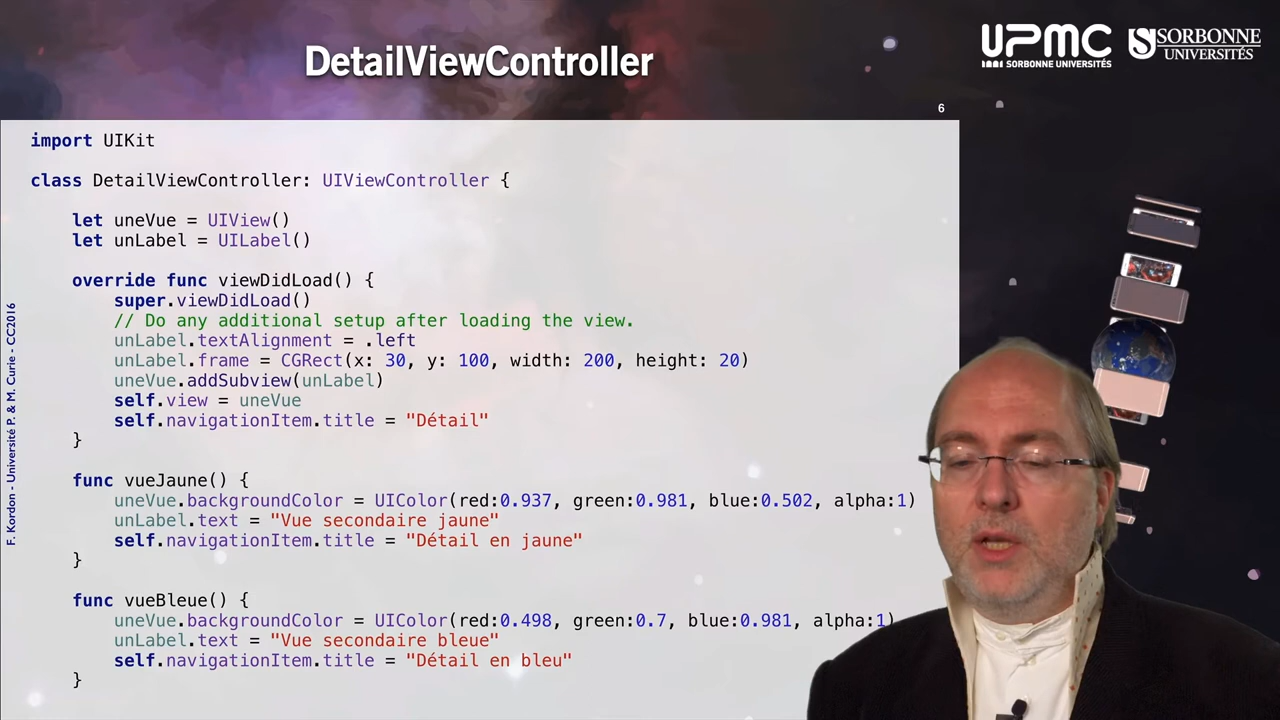 DetailViewController
UPMC
SORBONNE UNIVERSITÉS
SORBONNE
UNIVERSITÉS
6
import UIKit
class DetailViewController: UIViewController {
let uneVue = UIView()
let unLabel = UILabel()
override func viewDidLoad() {
super.viewDidLoad()
// Do any additional setup after loading the view.
unLabel.textAlignment = .left
unLabel.frame = CGRect(x: 30, y: 100, width: 200, height: 20)
uneVue.addSubview(unLabel)
self.view = uneVue
self.navigationItem.title = "Détail"
}
func vueJaune() {
uneVue.backgroundColor = UIColor(red:0.937, green:0.981, blue:0.502, alpha:1)
unLabel.text = "Vue secondaire jaune"
self.navigationItem.title = "Détail en jaune"
}
func vueBleue() {
uneVue.backgroundColor = UIColor(red:0.498, green:0.7, blue:0.981, alpha:1)
unLabel.text = "Vue secondaire bleue"
self.navigationItem.title = "Détail en bleu"
}
F. Kordon - Université P. & M. Curie - CC2016